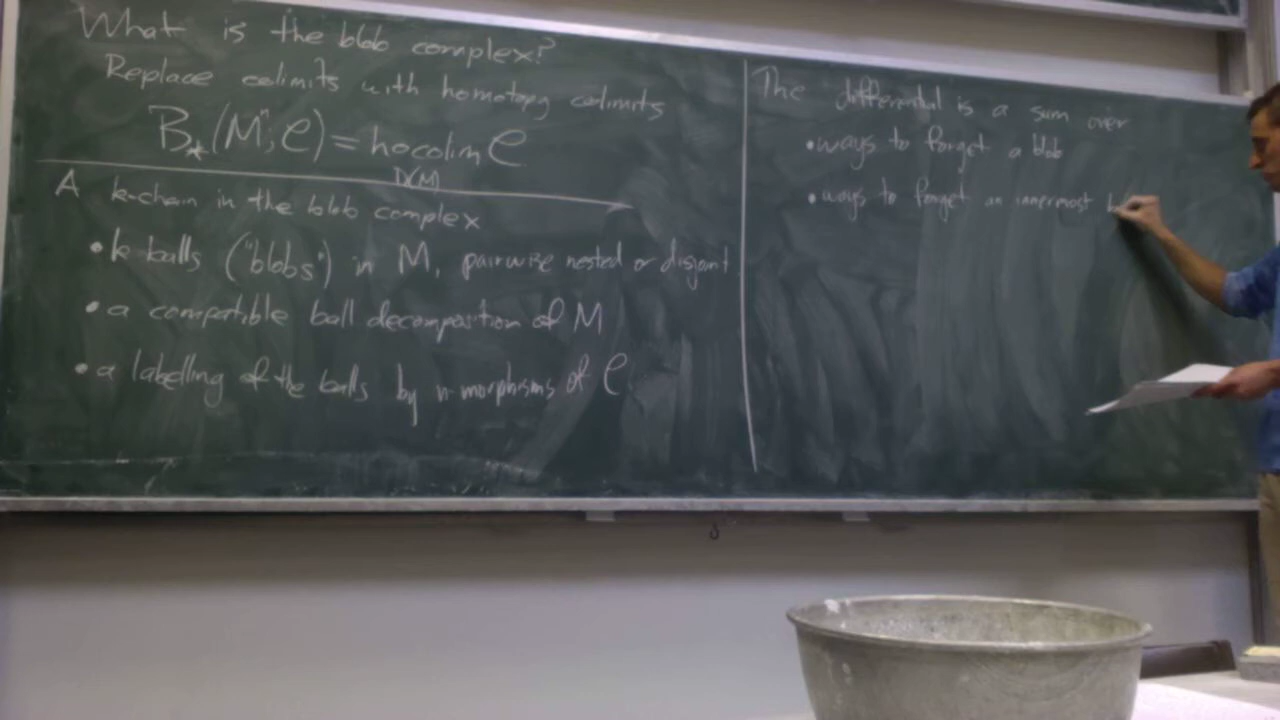 What is the blob complex?
Replace colimits with homotopy colimits
B_*(M^n; C) = hocolim C
D(M)
A k-chain in the blob complex
• k balls ("blobs") in M, pairwise nested or disjoint
• a compatible ball decomposition of M
• a labelling of the balls by n-morphisms of C
The differential is a sum over
• ways to forget a blob
• ways to forget an innermost